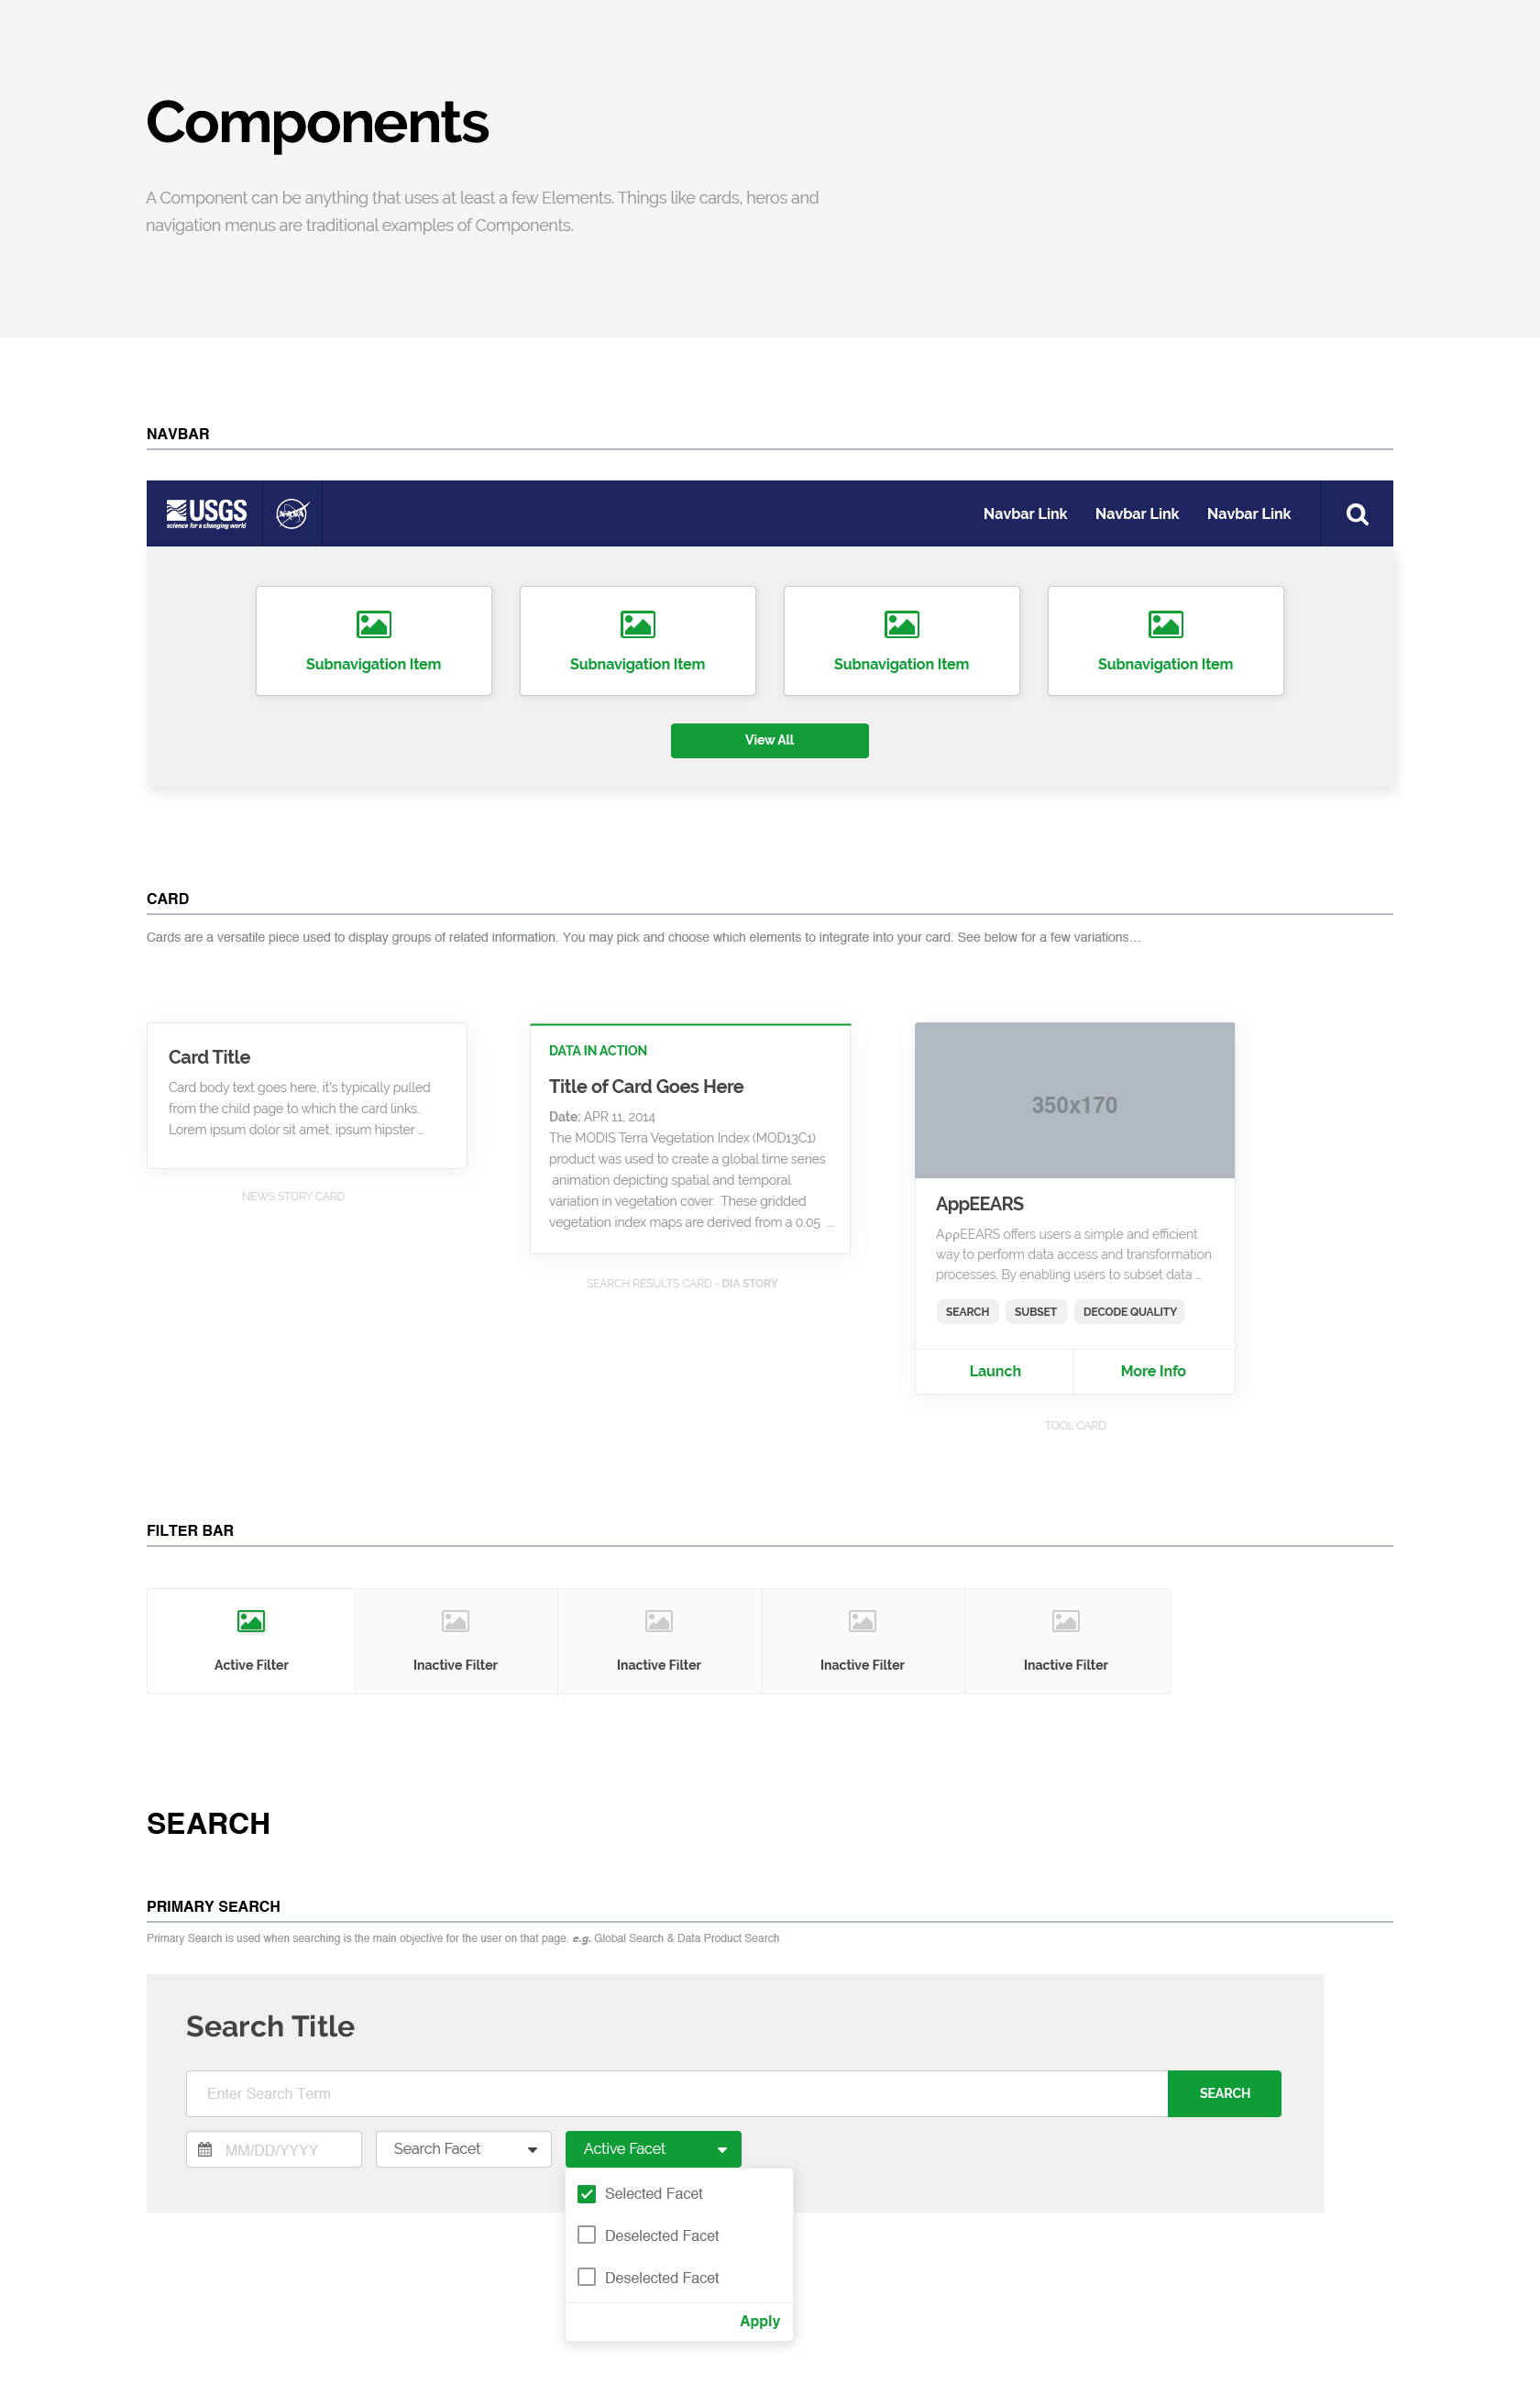 Components
A Component can be anything that uses at least a few Elements. Things like cards, heros and
navigation menus are traditional examples of Components.
NAVBAR
USGS
science for a changing world
NASA
Navbar Link Navbar Link Navbar Link
Subnavigation Item Subnavigation Item Subnavigation Item Subnavigation Item
View All
CARD
Cards are a versatile piece used to display groups of related information. You may pick and choose which elements to integrate into your card. See below for a few variations…
Card Title
Card body text goes here, it's typically pulled
from the child page to which the card links.
Lorem ipsum dolor sit amet, ipsum hipster ...
NEWS STORY CARD
DATA IN ACTION
Title of Card Goes Here
Date: APR 11, 2014
The MODIS Terra Vegetation Index (MOD13C1)
product was used to create a global time series
animation depicting spatial and temporal
variation in vegetation cover. These gridded
vegetation index maps are derived from a 0.05 ...
SEARCH RESULTS CARD - DIA STORY
350x170
AppEEARS
AρρEEARS offers users a simple and efficient
way to perform data access and transformation
processes. By enabling users to subset data ...
SEARCH SUBSET DECODE QUALITY
Launch More Info
TOOL CARD
FILTER BAR
Active Filter Inactive Filter Inactive Filter Inactive Filter Inactive Filter
SEARCH
PRIMARY SEARCH
Primary Search is used when searching is the main objective for the user on that page. e.g. Global Search & Data Product Search
Search Title
Enter Search Term SEARCH
MM/DD/YYYY Search Facet Active Facet
Selected Facet
Deselected Facet
Deselected Facet
Apply